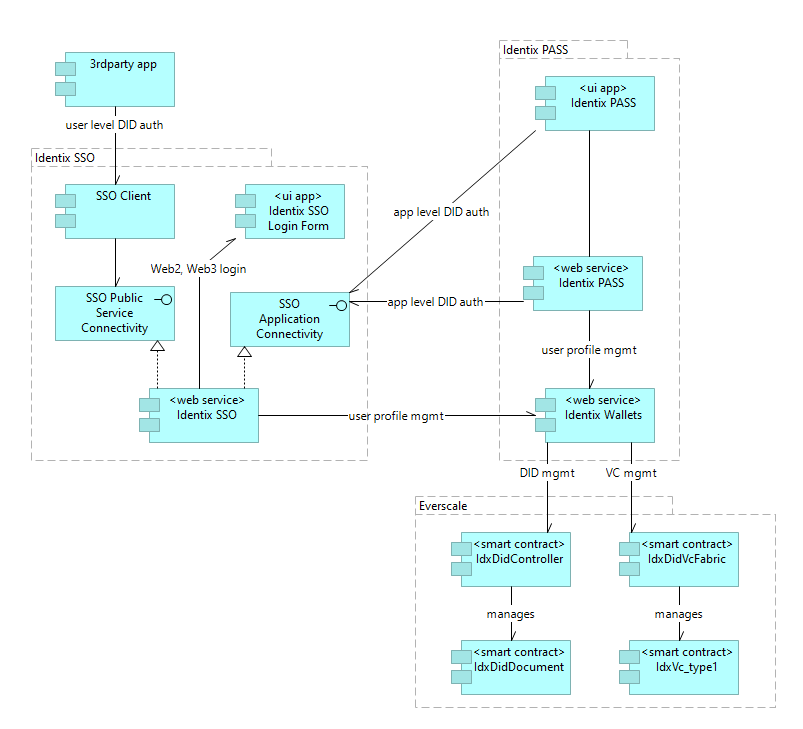 Identix PASS
3rdparty app
<ui app>
Identix PASS
user level DID auth
Identix SSO
SSO Client
<ui app>
Identix SSO
Login Form
app level DID auth
Web2, Web3 login
<web service>
Identix PASS
SSO Public
Service
Connectivity
SSO
Application
Connectivity
app level DID auth
user profile mgmt
<web service>
Identix SSO
user profile mgmt
<web service>
Identix Wallets
DID mgmt
VC mgmt
Everscale
<smart contract>
IdxDidController
<smart contract>
IdxDidVcFabric
manages
manages
<smart contract>
IdxDidDocument
<smart contract>
IdxVc_type1